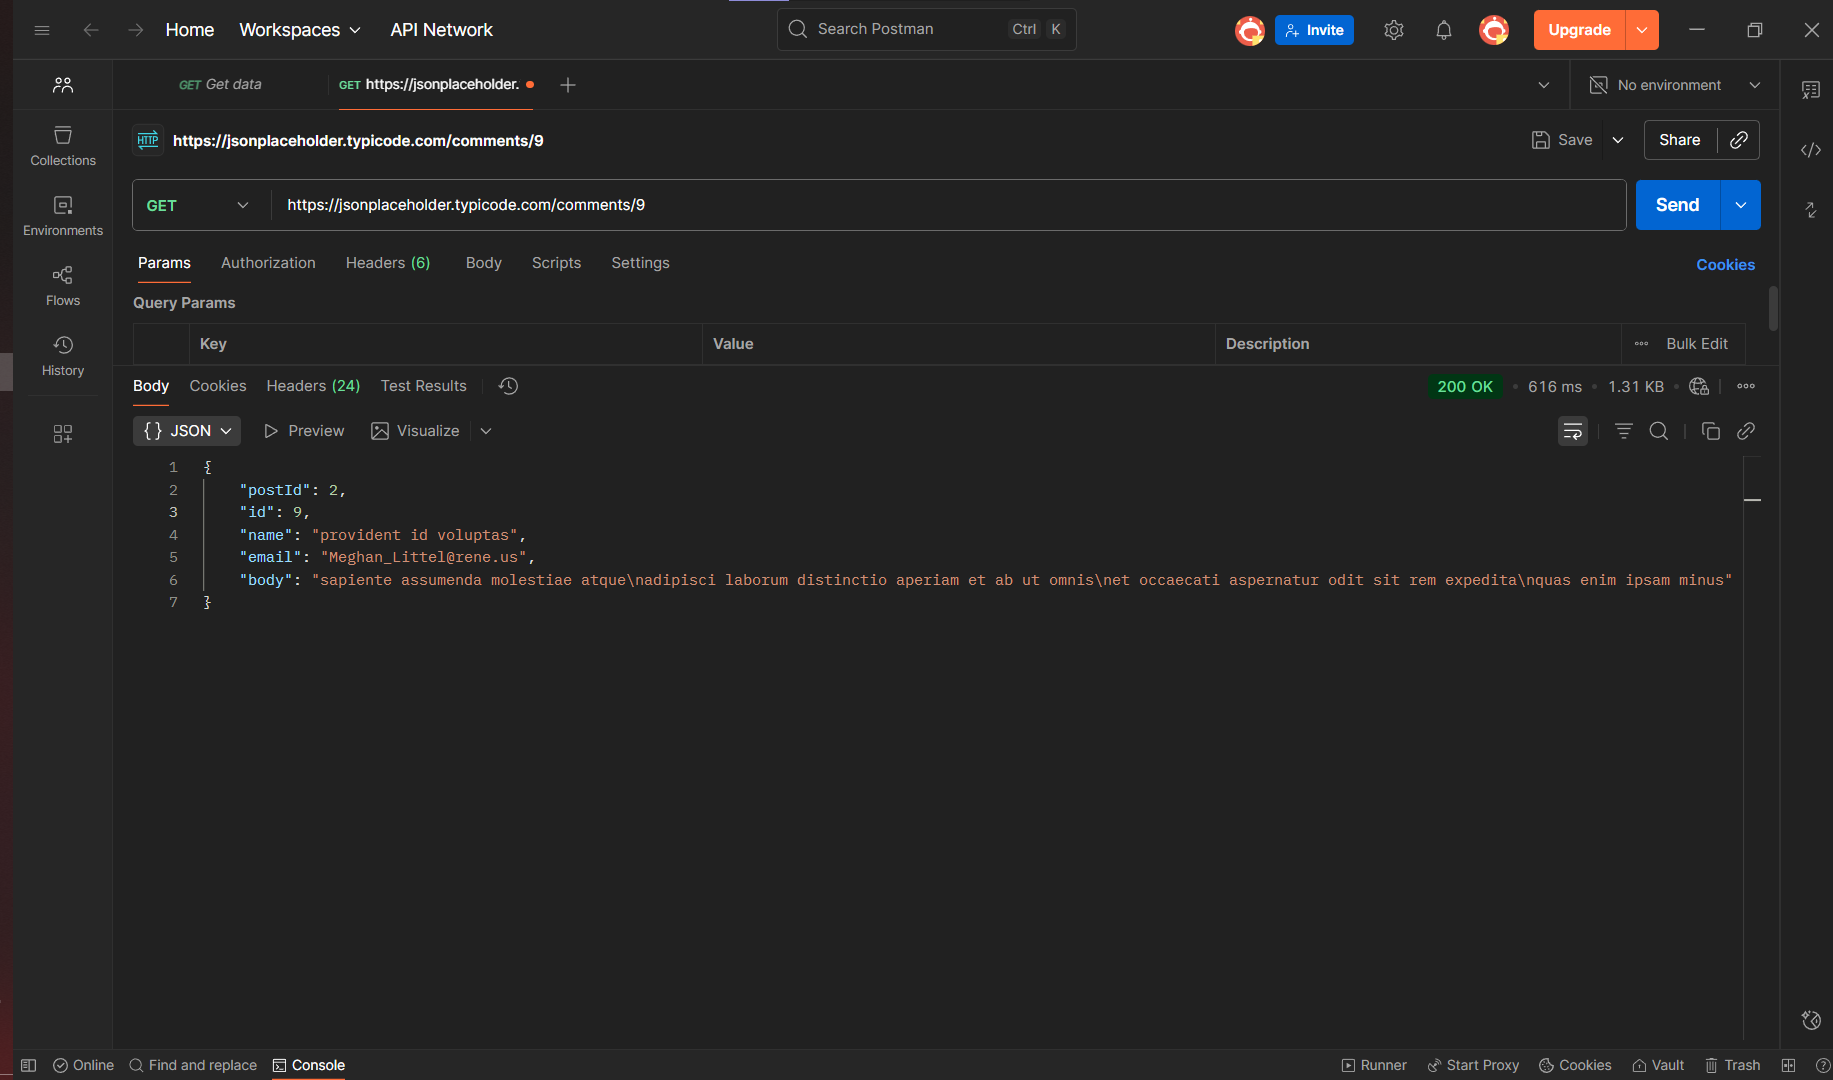 Home Workspaces API Network Search Postman Ctrl K Invite Upgrade
GET Get data GET https://jsonplaceholder. No environment
HTTP https://jsonplaceholder.typicode.com/comments/9 Save Share
Collections
GET https://jsonplaceholder.typicode.com/comments/9 Send
Environments
Params Authorization Headers (6) Body Scripts Settings Cookies
Flows
Query Params
Key Value Description Bulk Edit
History
Body Cookies Headers (24) Test Results 200 OK • 616 ms • 1.31 KB
{} JSON Preview Visualize
1 {
2 "postId": 2,
3 "id": 9,
4 "name": "provident id voluptas",
5 "email": "Meghan_Littel@rene.us",
6 "body": "sapiente assumenda molestiae atque\nadipisci laborum distinctio aperiam et ab ut omnis\net occaecati aspernatur odit sit rem expedita\nquas enim ipsam minus"
7 }
Online Find and replace Console Runner Start Proxy Cookies Vault Trash